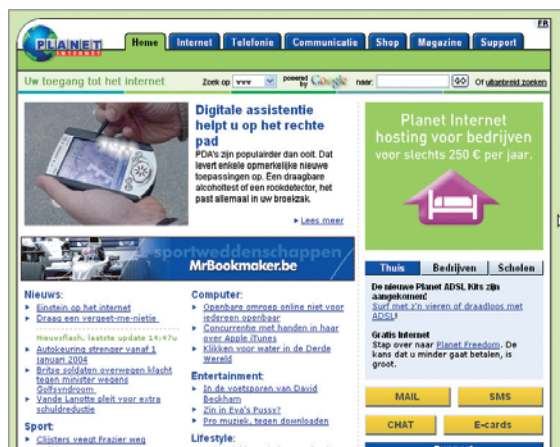 FR
PLANET
INTERNET
Home
Internet
Telefonie
Communicatie
Shop
Magazine
Support
Uw toegang tot het internet
Zoek op
www
powered by Google
naar:
GO
Of uitgebreid zoeken
Digitale assistentie
helpt u op het rechte
pad
PDA's zijn populairder dan ooit. Dat
levert enkele opmerkelijke nieuwe
toepassingen op. Een draagbare
alcoholtest of een rookdetector, het
past allemaal in uw broekzak.
Lees meer
Planet Internet
hosting voor bedrijven
voor slechts 250 € per jaar.
sportweddenschappen
MrBookmaker.be
Nieuws:
Einstein op het internet
Draag een vergeet-me-nietje
Newsflash, laatste update 14:47u
Autokeuring strenger vanaf 1
januari 2004
Britse soldaten overwegen klacht
tegen minister wegens
Golfsyndroom
Vande Lanotte pleit voor extra
schuldreductie
Sport:
Clijsters veegt Frazier weg
Computer:
Openbare omroep online niet voor
iedereen openbaar
Concurrentie met handen in haar
over Apple iTunes
Klikken voor water in de Derde
Wereld
Entertainment:
In de voetsporen van David
Beckham
Zin in Eva's Pussy?
Pro muziek, tegen downloaden
Lifestyle:
Thuis
Bedrijven
Scholen
De nieuwe Planet ADSL Kits zijn
aangekomen!
Surf met z'n vieren of draadloos met
ADSL!
Gratis Internet
Stap over naar Planet Freedom. De
kans dat u minder gaat betalen, is
groot.
MAIL
SMS
CHAT
E-cards